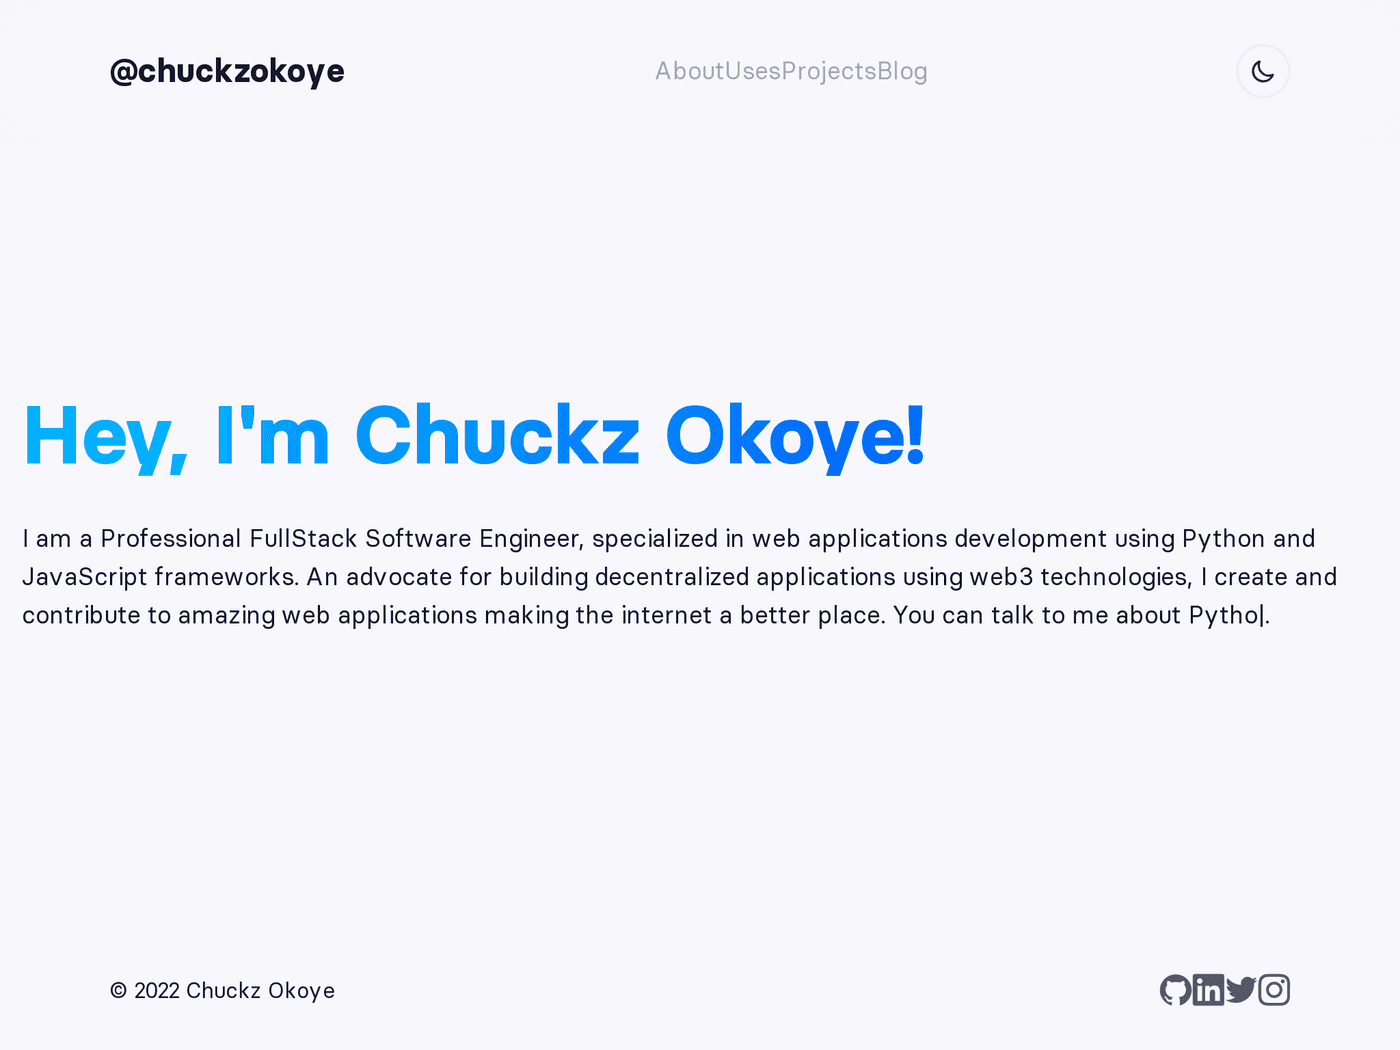 @chuckzokoye
AboutUsesProjectsBlog
Hey, I'm Chuckz Okoye!
I am a Professional FullStack Software Engineer, specialized in web applications development using Python and
JavaScript frameworks. An advocate for building decentralized applications using web3 technologies, I create and
contribute to amazing web applications making the internet a better place. You can talk to me about Pytho|.
© 2022 Chuckz Okoye
in